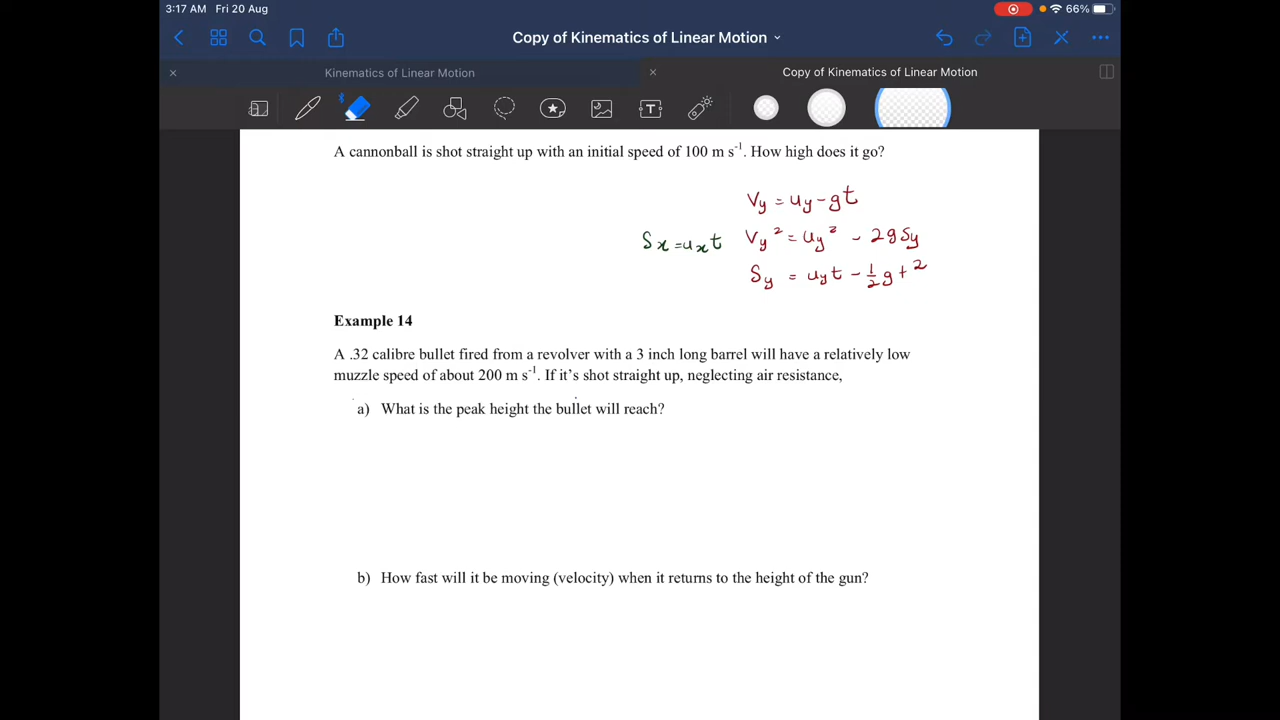 3:17 AM Fri 20 Aug 66%
Copy of Kinematics of Linear Motion
Kinematics of Linear Motion
Copy of Kinematics of Linear Motion
A cannonball is shot straight up with an initial speed of 100 m s⁻¹. How high does it go?
Vy = uy - gt
Sx = uxt
Vy² = uy² - 2gSy
Sy = uyt - ½gt²
Example 14
A .32 calibre bullet fired from a revolver with a 3 inch long barrel will have a relatively low
muzzle speed of about 200 m s⁻¹. If it's shot straight up, neglecting air resistance,
a) What is the peak height the bullet will reach?
b) How fast will it be moving (velocity) when it returns to the height of the gun?